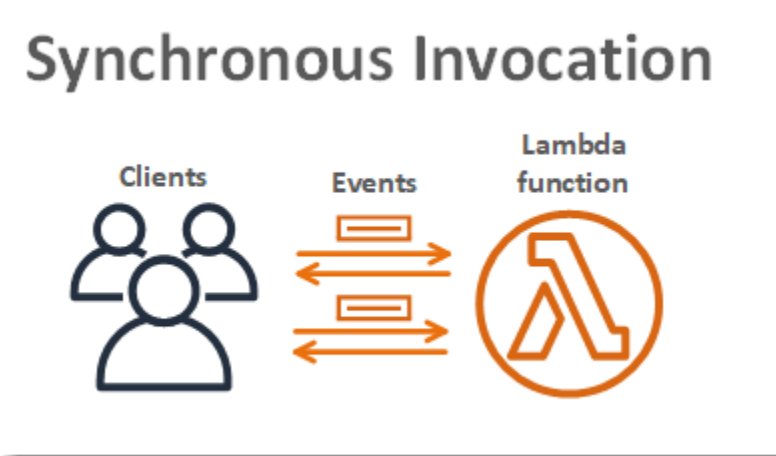 Synchronous Invocation
Clients
Events
Lambda
function